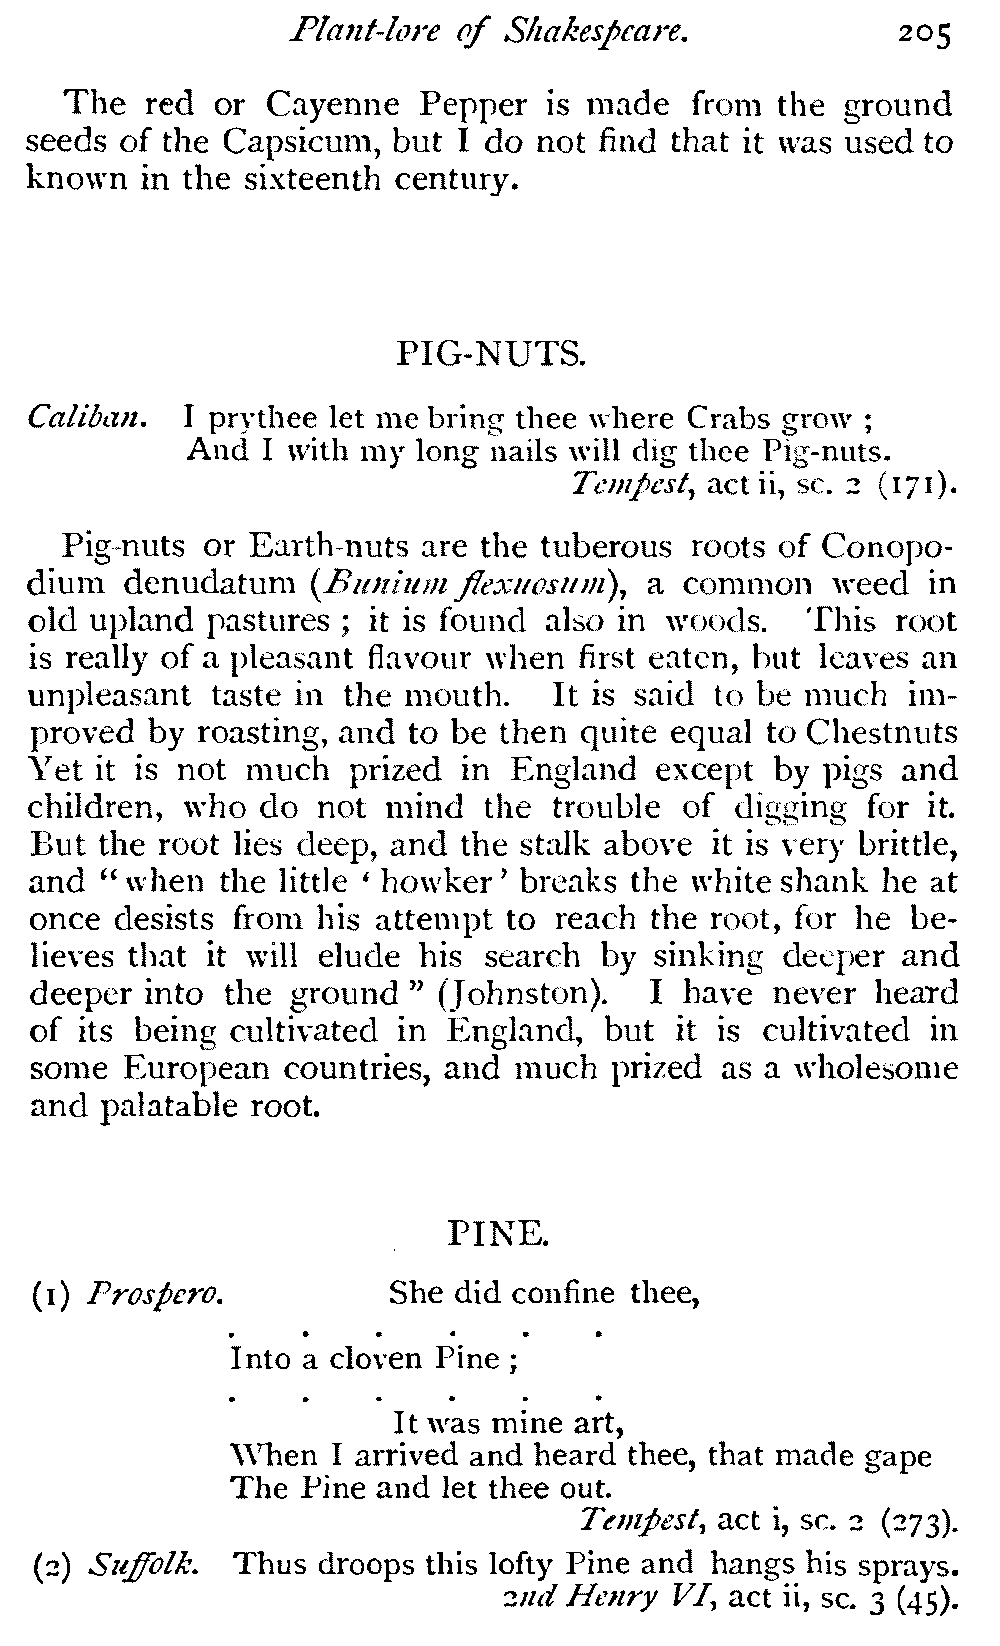 Plant-lore of Shakespeare. 205
The red or Cayenne Pepper is made from the ground
seeds of the Capsicum, but I do not find that it was used to
known in the sixteenth century.
PIG-NUTS.
Caliban. I prythee let me bring thee where Crabs grow ;
And I with my long nails will dig thee Pig-nuts.
Tempest, act ii, sc. 2 (171).
Pig-nuts or Earth-nuts are the tuberous roots of Conopo-
dium denudatum (Bunium flexuosum), a common weed in
old upland pastures ; it is found also in woods. This root
is really of a pleasant flavour when first eaten, but leaves an
unpleasant taste in the mouth. It is said to be much im-
proved by roasting, and to be then quite equal to Chestnuts
Yet it is not much prized in England except by pigs and
children, who do not mind the trouble of digging for it.
But the root lies deep, and the stalk above it is very brittle,
and “ when the little ‘ howker ’ breaks the white shank he at
once desists from his attempt to reach the root, for he be-
lieves that it will elude his search by sinking deeper and
deeper into the ground ” (Johnston). I have never heard
of its being cultivated in England, but it is cultivated in
some European countries, and much prized as a wholesome
and palatable root.
PINE.
(1) Prospero. She did confine thee,
. . . . . .
Into a cloven Pine ;
. . . . . .
It was mine art,
When I arrived and heard thee, that made gape
The Pine and let thee out.
Tempest, act i, sc. 2 (273).
(2) Suffolk. Thus droops this lofty Pine and hangs his sprays.
2nd Henry VI, act ii, sc. 3 (45).